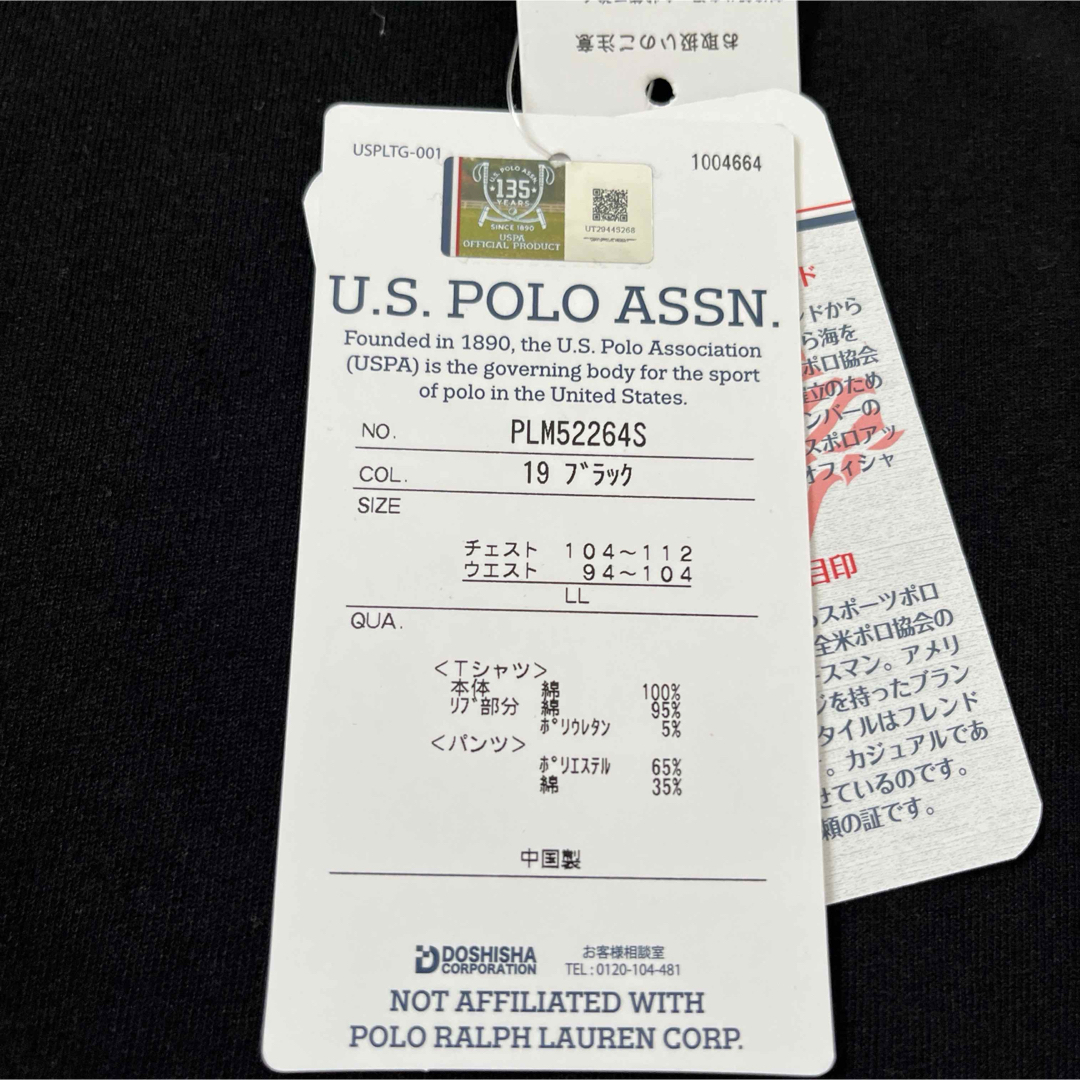 お取扱いのご注意
USPLTG-001
1004664
U.S. POLO ASSN.
135
YEARS
SINCE 1890
USPA
OFFICIAL PRODUCT
UT29445268
U.S. POLO ASSN.
Founded in 1890, the U.S. Polo Association
(USPA) is the governing body for the sport
of polo in the United States.
NO. PLM52264S
COL. 19 ブラック
SIZE
チェスト 104～112
ウエスト 94～104
LL
QUA.
<Tシャツ>
本体 綿 100%
リブ部分 綿 95%
ポリウレタン 5%
<パンツ>
ポリエステル 65%
綿 35%
中国製
DOSHISHA
CORPORATION
お客様相談室
TEL:0120-104-481
NOT AFFILIATED WITH
POLO RALPH LAUREN CORP.
ド
ドから
ら海を
ポロ協会
立のため
ンバーの
スポロアッ
オフィシャ
目印
スポーツポロ
全米ポロ協会の
スマン。アメリ
を持ったブラン
タイルはフレンド
。カジュアルであ
せているのです。
頼の証です。